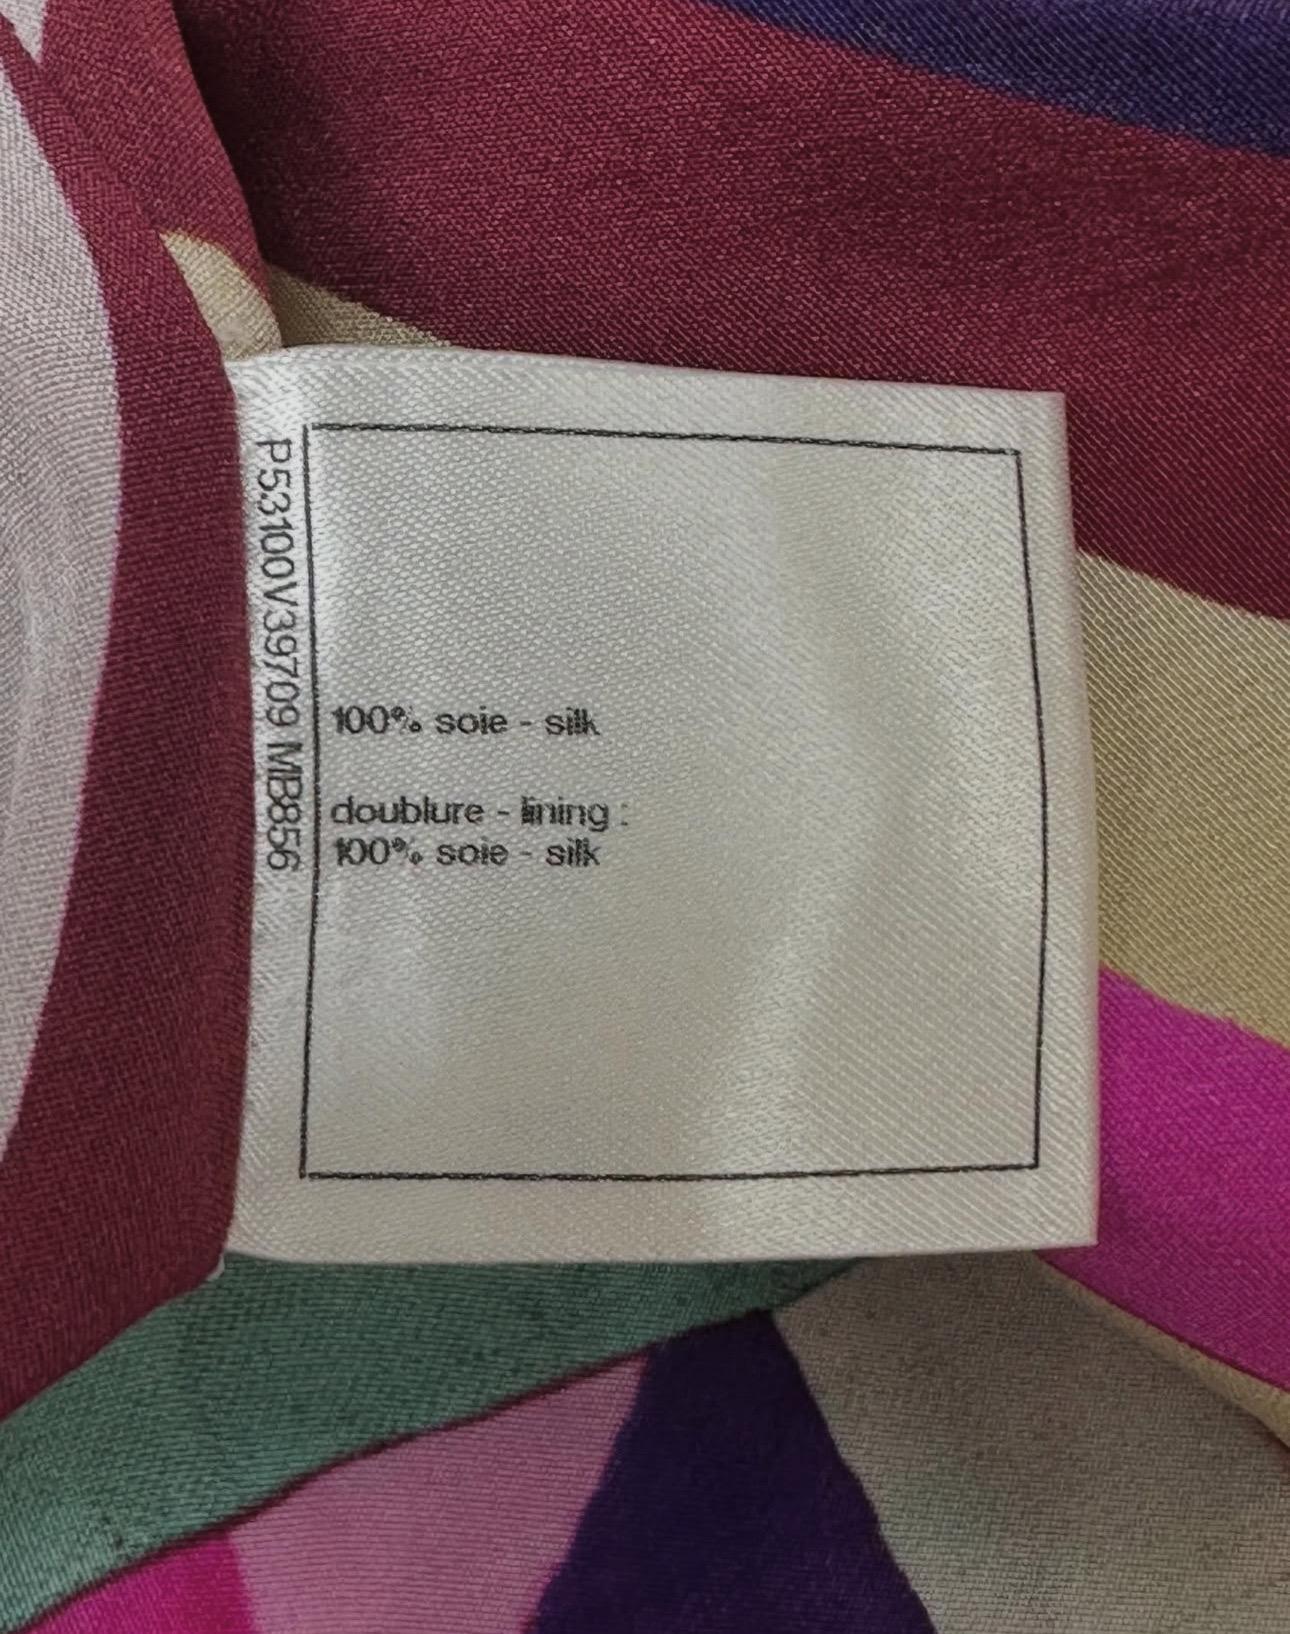 P53100V39709 MB856
100% soie - silk
doublure - lining :
100% soie - silk